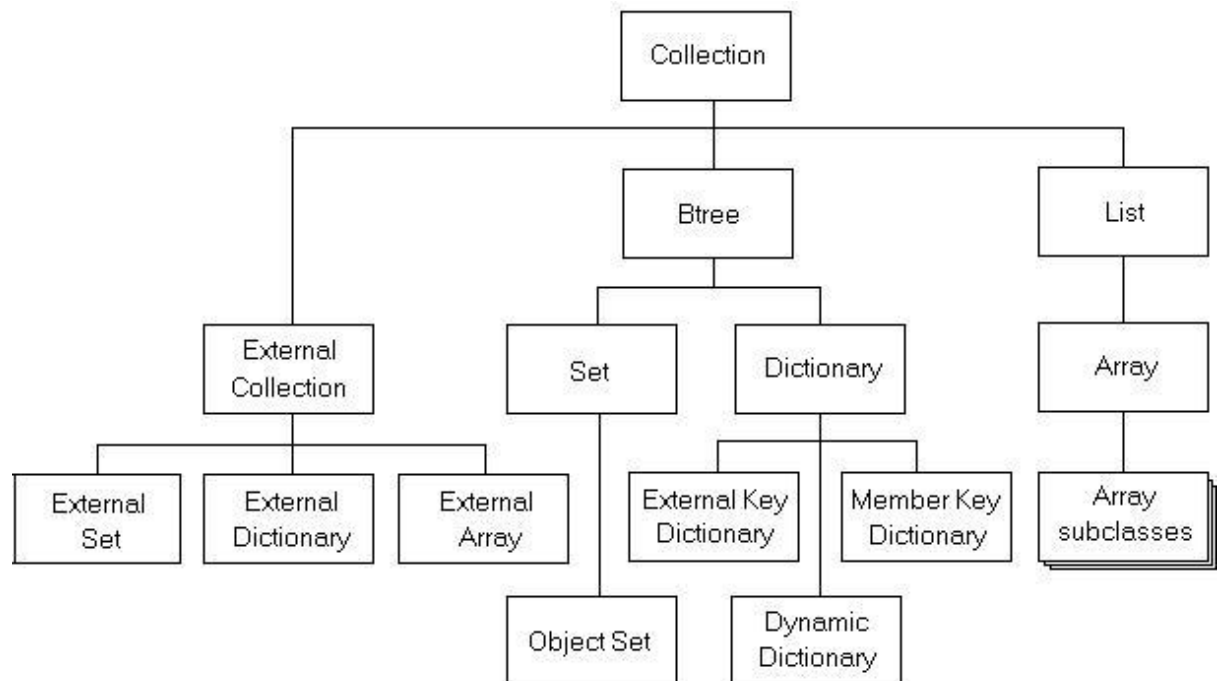 Collection
Btree
List
External
Collection
Set
Dictionary
Array
External
Set
External
Dictionary
External
Array
External Key
Dictionary
Member Key
Dictionary
Array
subclasses
Object Set
Dynamic
Dictionary